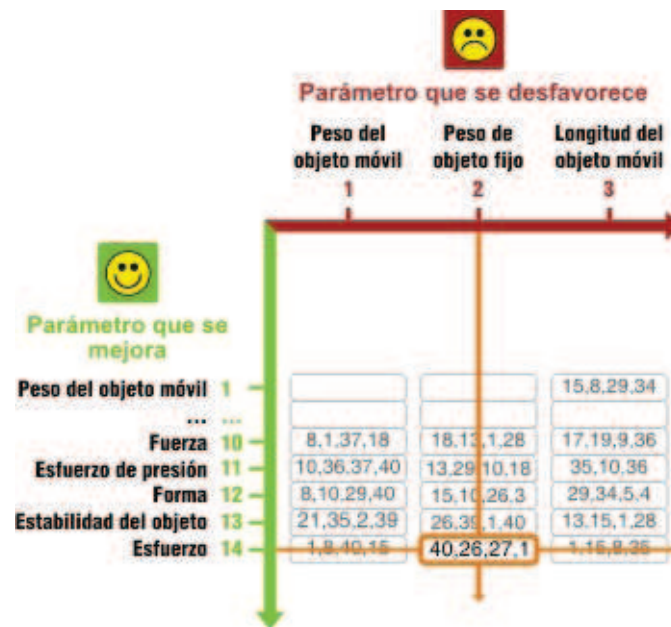 Parámetro que se desfavorece
Peso del objeto móvil
Peso de objeto fijo
Longitud del objeto móvil
1 2 3
Parámetro que se mejora
Peso del objeto móvil 1 15,8,29,34
... ...
Fuerza 10 8,1,37,18 18,13,1,28 17.19,9,36
Esfuerzo de presión 11 10,36,37,40 13,29,10,18 35,10,36
Forma 12 8,10.29,40 15,10,26.3 29,34,5.4
Estabilidad del objeto 13 21,35,2,39 26.39,1,40 13.15,1,28
Esfuerzo 14 1,8,40,15 40,26,27,1 1,15,8,35